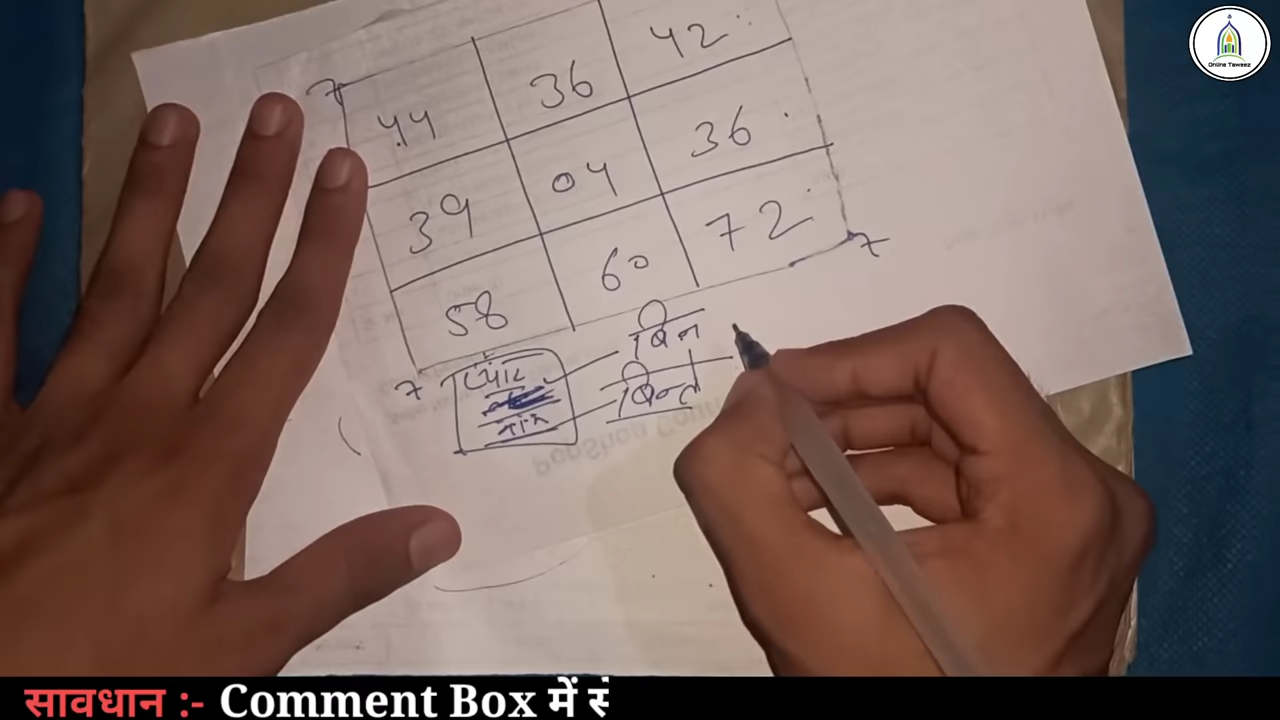 Online Taweez
7
44 36 42
39 04 36
58 60 72
7
7
प्यार
बिन
बिन्ते
सावधान :- Comment Box में